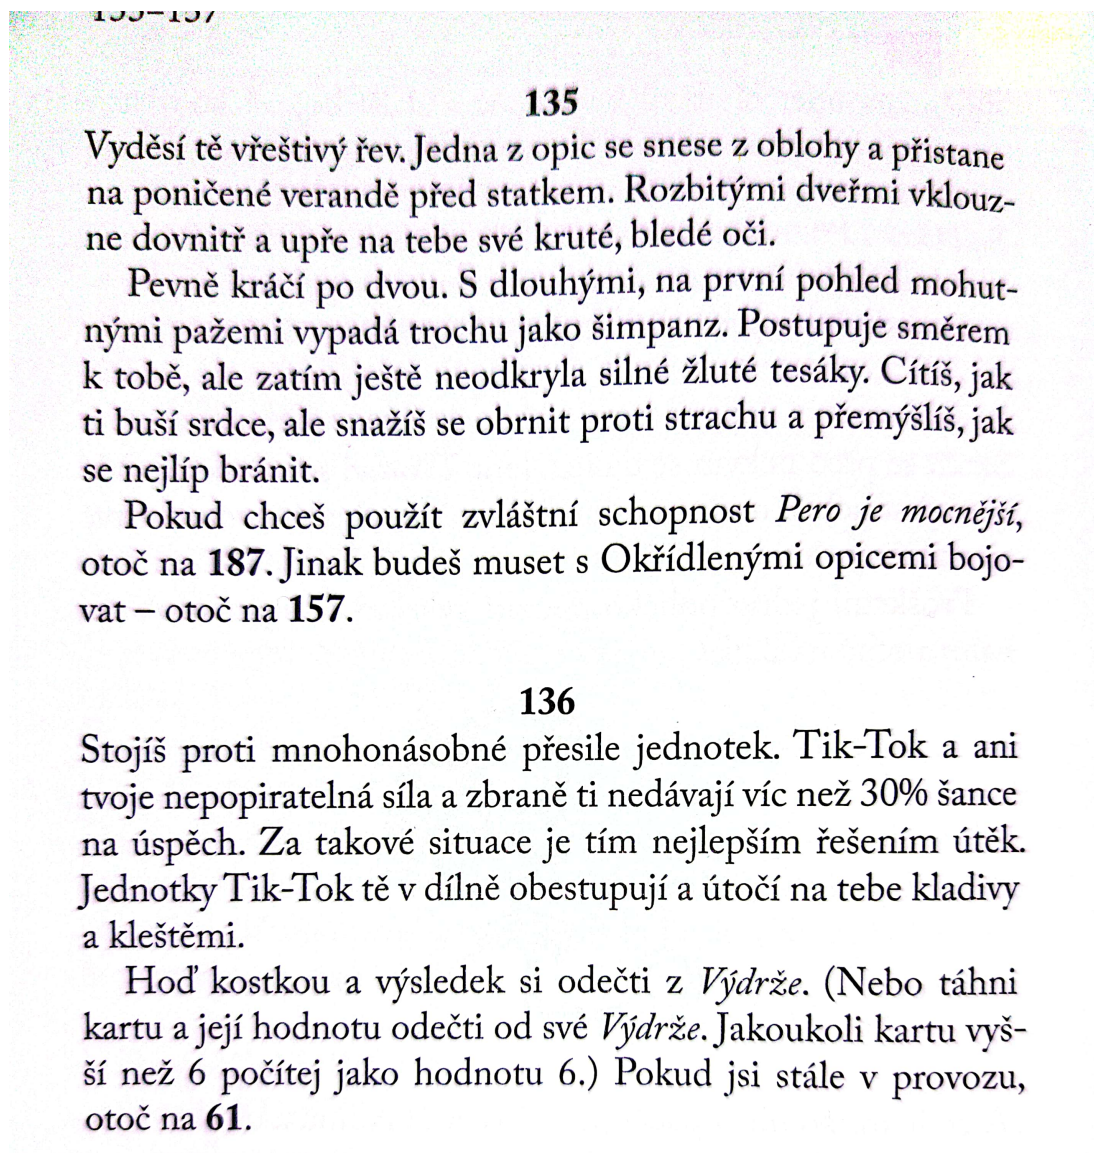 135–137
135
Vyděsí tě vřeštivý řev. Jedna z opic se snese z oblohy a přistane
na poničené verandě před statkem. Rozbitými dveřmi vklouz-
ne dovnitř a upře na tebe své kruté, bledé oči.
Pevně kráčí po dvou. S dlouhými, na první pohled mohut-
nými pažemi vypadá trochu jako šimpanz. Postupuje směrem
k tobě, ale zatím ještě neodkryla silné žluté tesáky. Cítíš, jak
ti buší srdce, ale snažíš se obrnit proti strachu a přemýšlíš, jak
se nejlíp bránit.
Pokud chceš použít zvláštní schopnost Pero je mocnější,
otoč na 187. Jinak budeš muset s Okřídlenými opicemi bojo-
vat – otoč na 157.
136
Stojíš proti mnohonásobné přesile jednotek. Tik-Tok a ani
tvoje nepopiratelná síla a zbraně ti nedávají víc než 30% šance
na úspěch. Za takové situace je tím nejlepším řešením útěk.
Jednotky Tik-Tok tě v dílně obestupují a útočí na tebe kladivy
a kleštěmi.
Hoď kostkou a výsledek si odečti z Výdrže. (Nebo táhni
kartu a její hodnotu odečti od své Výdrže. Jakoukoli kartu vyš-
ší než 6 počítej jako hodnotu 6.) Pokud jsi stále v provozu,
otoč na 61.